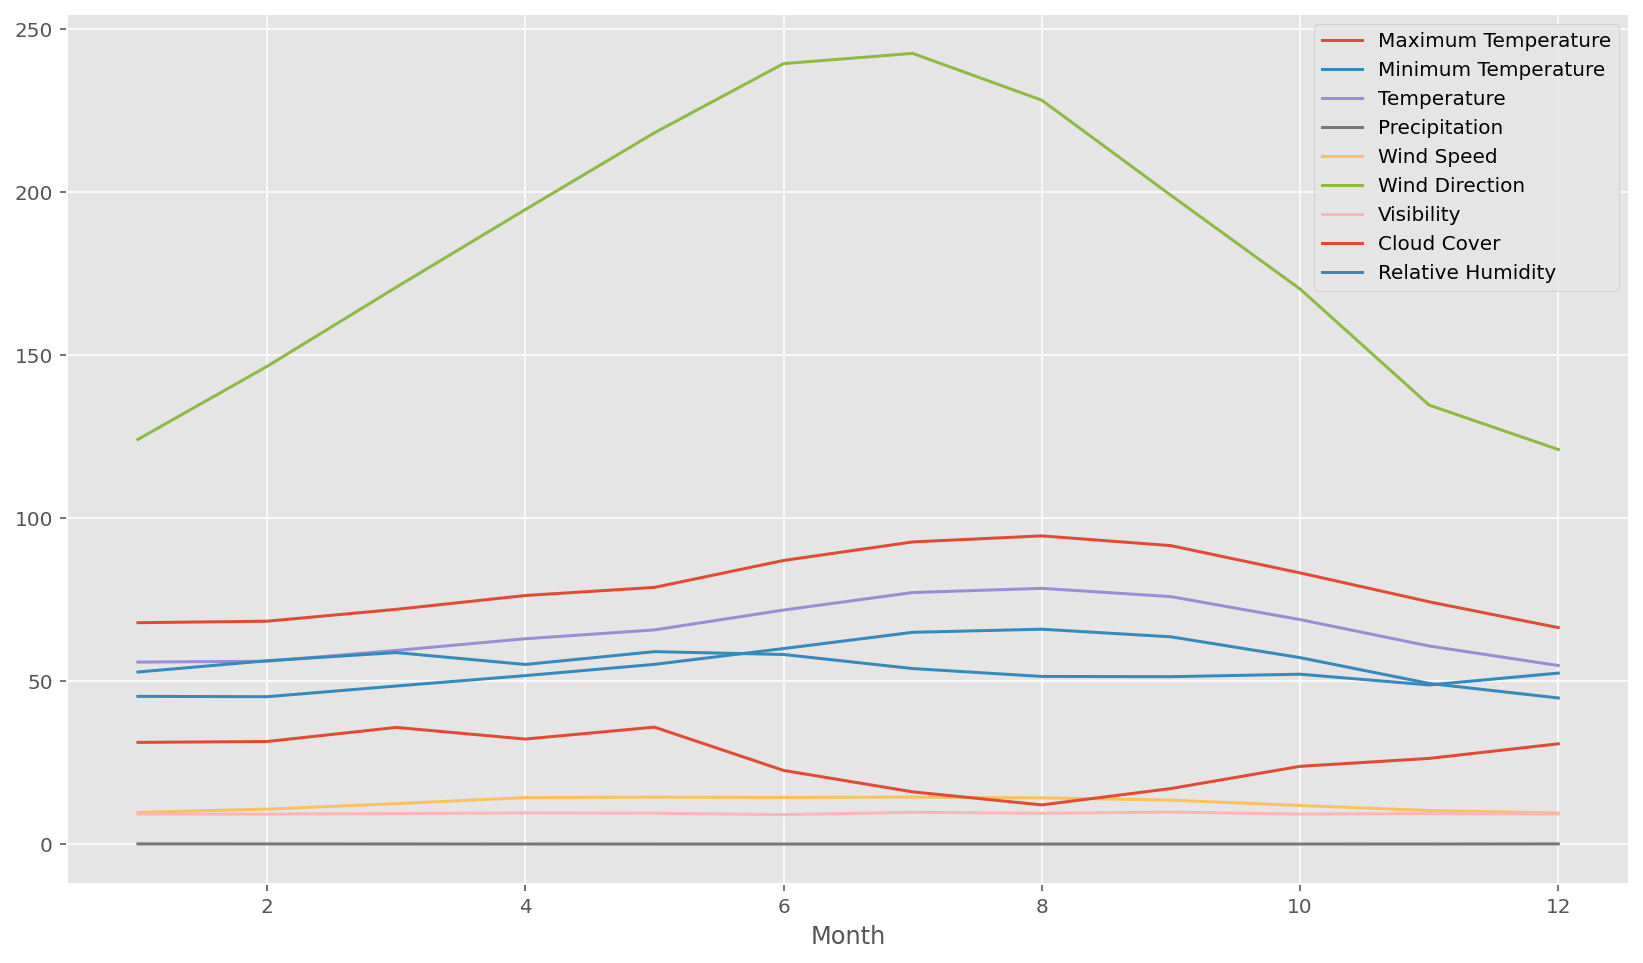 250
200
150
100
50
0
2
4
6
8
10
12
Month
Maximum Temperature
Minimum Temperature
Temperature
Precipitation
Wind Speed
Wind Direction
Visibility
Cloud Cover
Relative Humidity